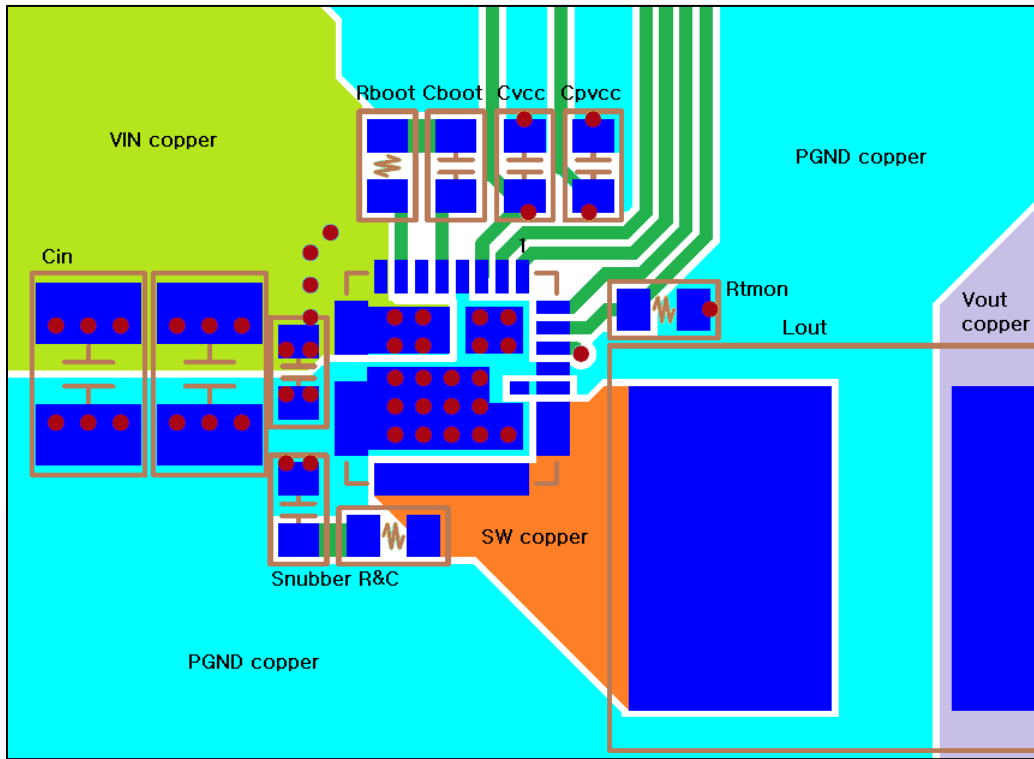 Rboot Cboot Cvcc Cpvcc
VIN copper
PGND copper
1
Cin
Rtmon
Vout
copper
Lout
SW copper
Snubber R&C
PGND copper